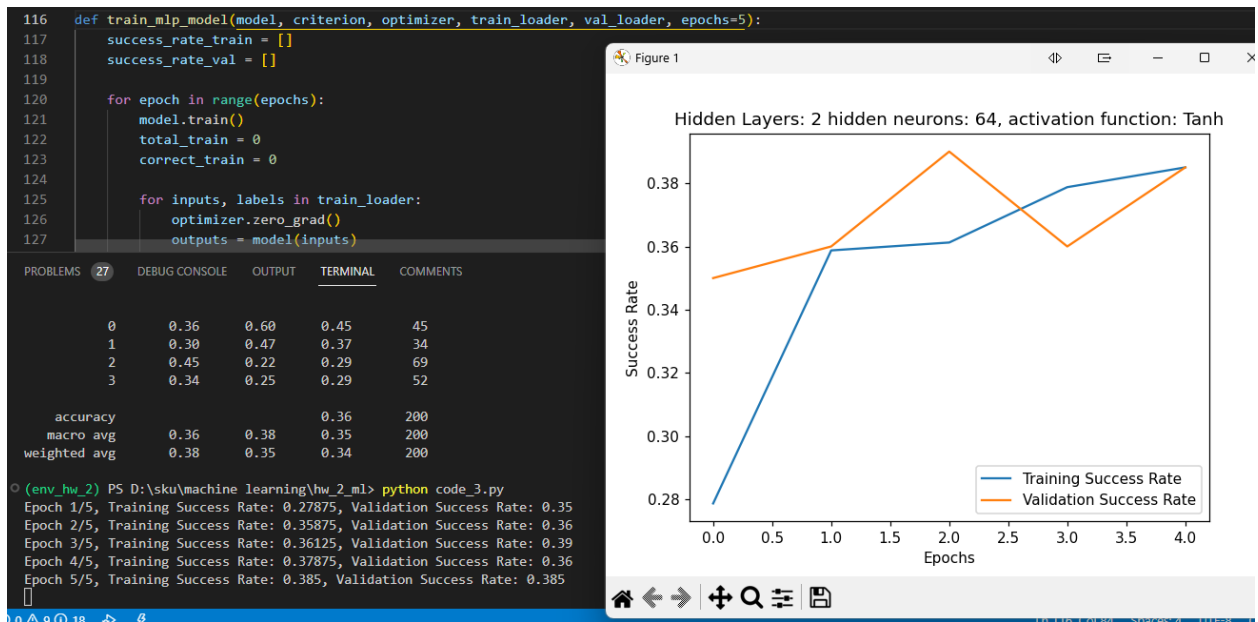 116 def train_mlp_model(model, criterion, optimizer, train_loader, val_loader, epochs=5):
117 success_rate_train = []
118 success_rate_val = []
119
120 for epoch in range(epochs):
121 model.train()
122 total_train = 0
123 correct_train = 0
124
125 for inputs, labels in train_loader:
126 optimizer.zero_grad()
127 outputs = model(inputs)
PROBLEMS 27 DEBUG CONSOLE OUTPUT TERMINAL COMMENTS
0 0.36 0.60 0.45 45
1 0.30 0.47 0.37 34
2 0.45 0.22 0.29 69
3 0.34 0.25 0.29 52
accuracy 0.36 200
macro avg 0.36 0.38 0.35 200
weighted avg 0.38 0.35 0.34 200
(env_hw_2) PS D:\sku\machine learning\hw_2_ml> python code_3.py
Epoch 1/5, Training Success Rate: 0.27875, Validation Success Rate: 0.35
Epoch 2/5, Training Success Rate: 0.35875, Validation Success Rate: 0.36
Epoch 3/5, Training Success Rate: 0.36125, Validation Success Rate: 0.39
Epoch 4/5, Training Success Rate: 0.37875, Validation Success Rate: 0.36
Epoch 5/5, Training Success Rate: 0.385, Validation Success Rate: 0.385
Figure 1
Hidden Layers: 2 hidden neurons: 64, activation function: Tanh
Success Rate
0.38
0.36
0.34
0.32
0.30
0.28
Training Success Rate
Validation Success Rate
0.0 0.5 1.0 1.5 2.0 2.5 3.0 3.5 4.0
Epochs